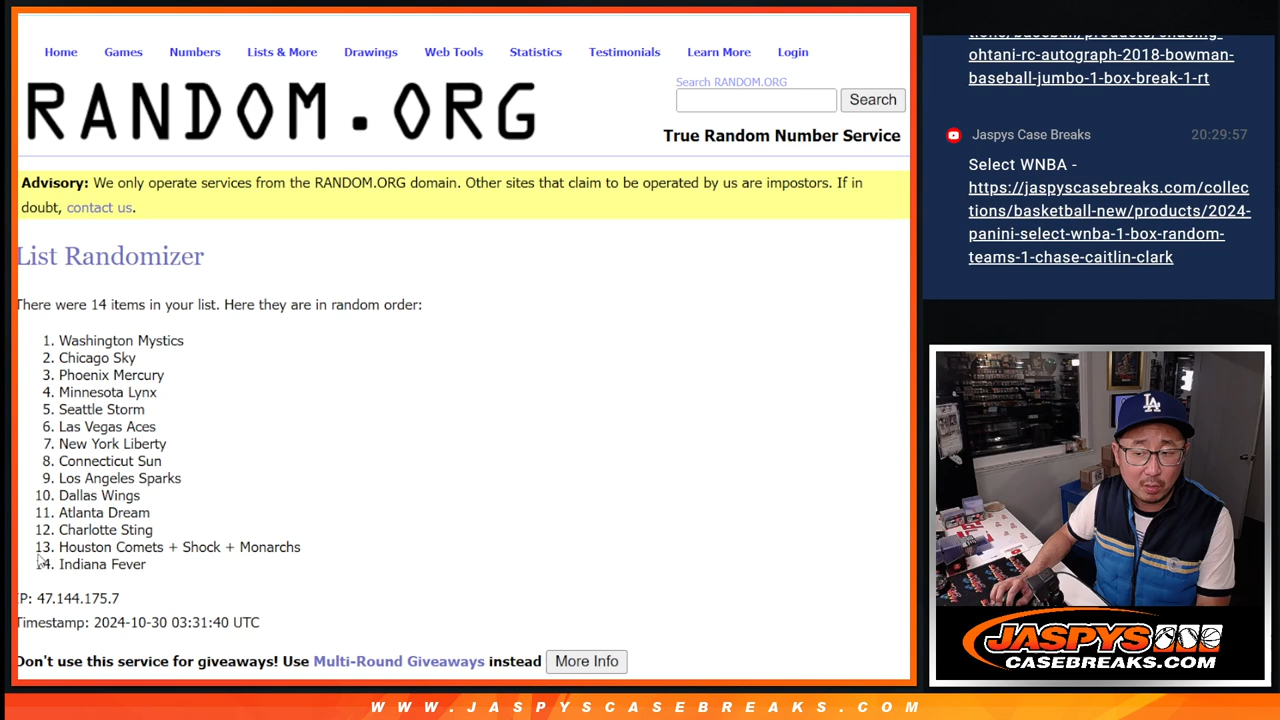 Home Games Numbers Lists & More Drawings Web Tools Statistics Testimonials Learn More Login
RANDOM.ORG
Search RANDOM.ORG
Search
True Random Number Service
Advisory: We only operate services from the RANDOM.ORG domain. Other sites that claim to be operated by us are impostors. If in
doubt, contact us.
List Randomizer
There were 14 items in your list. Here they are in random order:
1. Washington Mystics
2. Chicago Sky
3. Phoenix Mercury
4. Minnesota Lynx
5. Seattle Storm
6. Las Vegas Aces
7. New York Liberty
8. Connecticut Sun
9. Los Angeles Sparks
10. Dallas Wings
11. Atlanta Dream
12. Charlotte Sting
13. Houston Comets + Shock + Monarchs
14. Indiana Fever
IP: 47.144.175.7
Timestamp: 2024-10-30 03:31:40 UTC
Don't use this service for giveaways! Use Multi-Round Giveaways instead More Info
ohtani-rc-autograph-2018-bowman-
baseball-jumbo-1-box-break-1-rt
Jaspys Case Breaks 20:29:57
Select WNBA -
https://jaspyscasebreaks.com/collec
tions/basketball-new/products/2024-
panini-select-wnba-1-box-random-
teams-1-chase-caitlin-clark
LA
JASPYS
CASEBREAKS.COM
WWW.JASPYSCASEBREAKS.COM